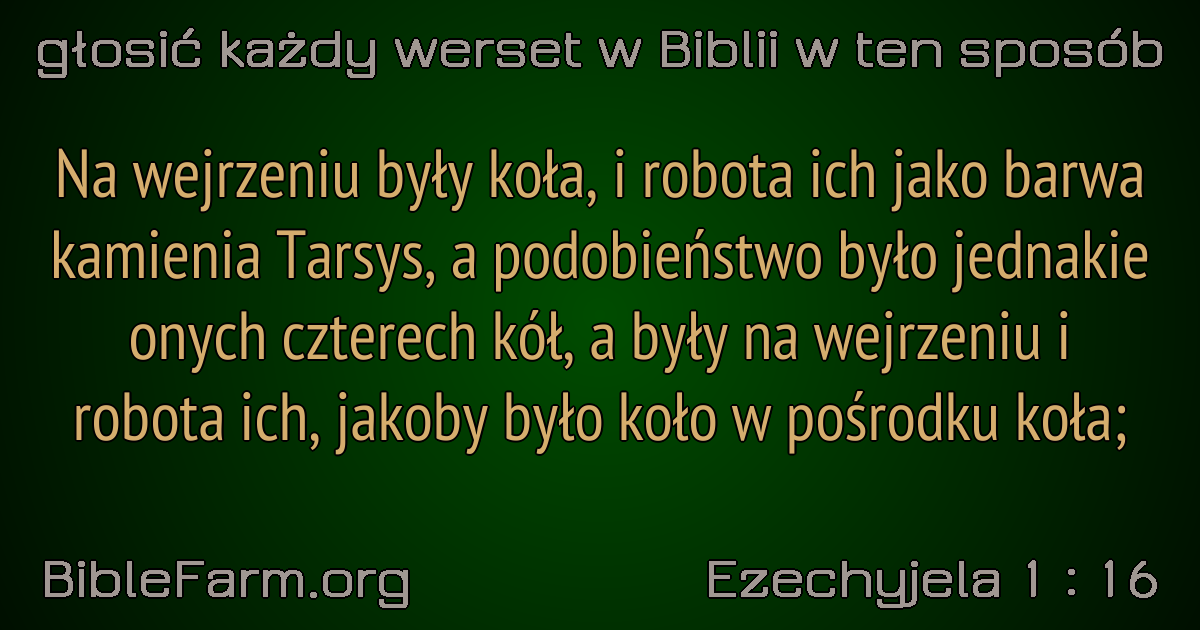 głosić każdy werset w Biblii w ten sposób
Na wejrzeniu były koła, i robota ich jako barwa
kamienia Tarsys, a podobieństwo było jednakie
onych czterech kół, a były na wejrzeniu i
robota ich, jakoby było koło w pośrodku koła;
BibleFarm.org
Ezechyjela 1 : 16